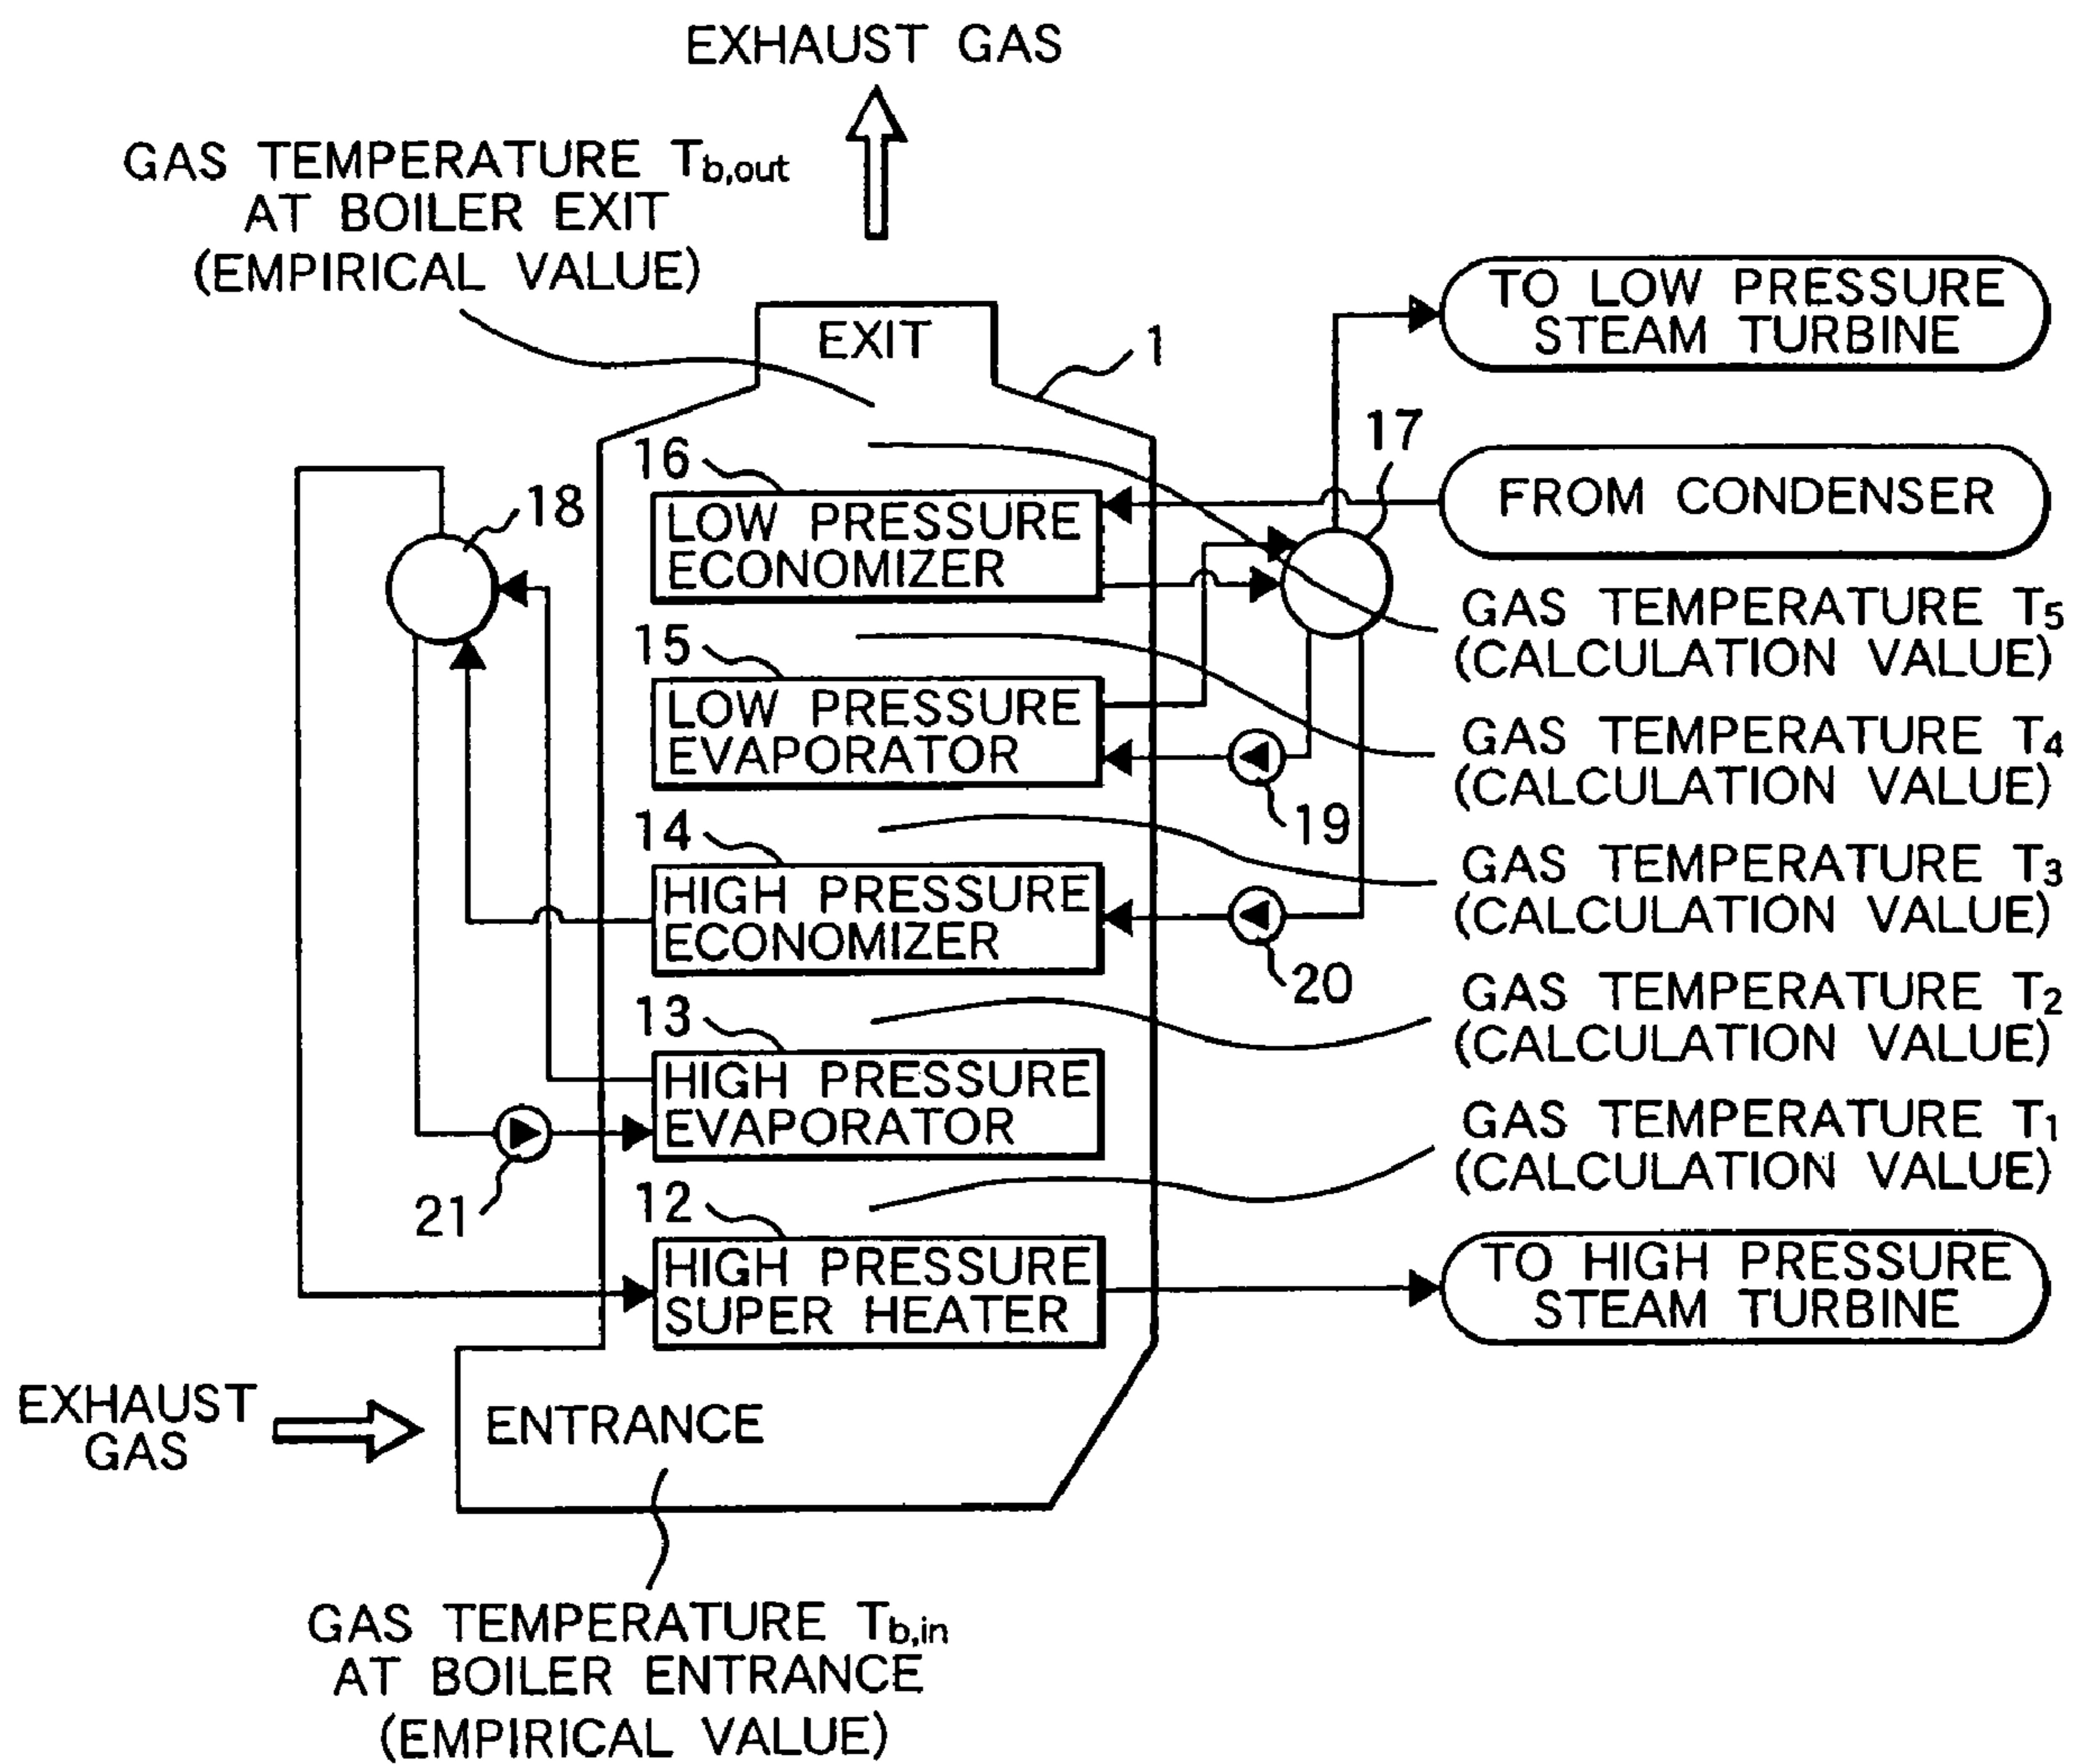 EXHAUST GAS
GAS TEMPERATURE Tb,out
AT BOILER EXIT
(EMPIRICAL VALUE)
EXIT
1
TO LOW PRESSURE
STEAM TURBINE
17
FROM CONDENSER
16
LOW PRESSURE
ECONOMIZER
18
GAS TEMPERATURE T5
(CALCULATION VALUE)
15
LOW PRESSURE
EVAPORATOR
GAS TEMPERATURE T4
(CALCULATION VALUE)
19
14
HIGH PRESSURE
ECONOMIZER
GAS TEMPERATURE T3
(CALCULATION VALUE)
20
13
HIGH PRESSURE
EVAPORATOR
GAS TEMPERATURE T2
(CALCULATION VALUE)
21
GAS TEMPERATURE T1
(CALCULATION VALUE)
12
HIGH PRESSURE
SUPER HEATER
TO HIGH PRESSURE
STEAM TURBINE
EXHAUST
GAS
ENTRANCE
GAS TEMPERATURE Tb,in
AT BOILER ENTRANCE
(EMPIRICAL VALUE)